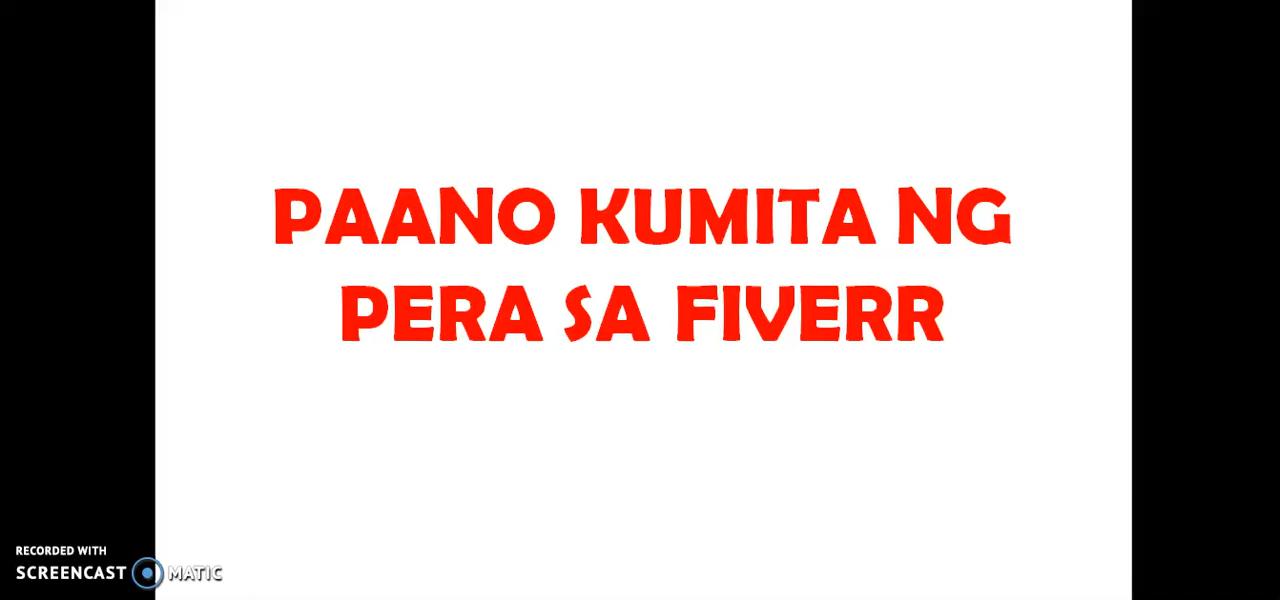 PAANO KUMITA NG
PERA SA FIVERR
RECORDED WITH
SCREENCAST MATIC